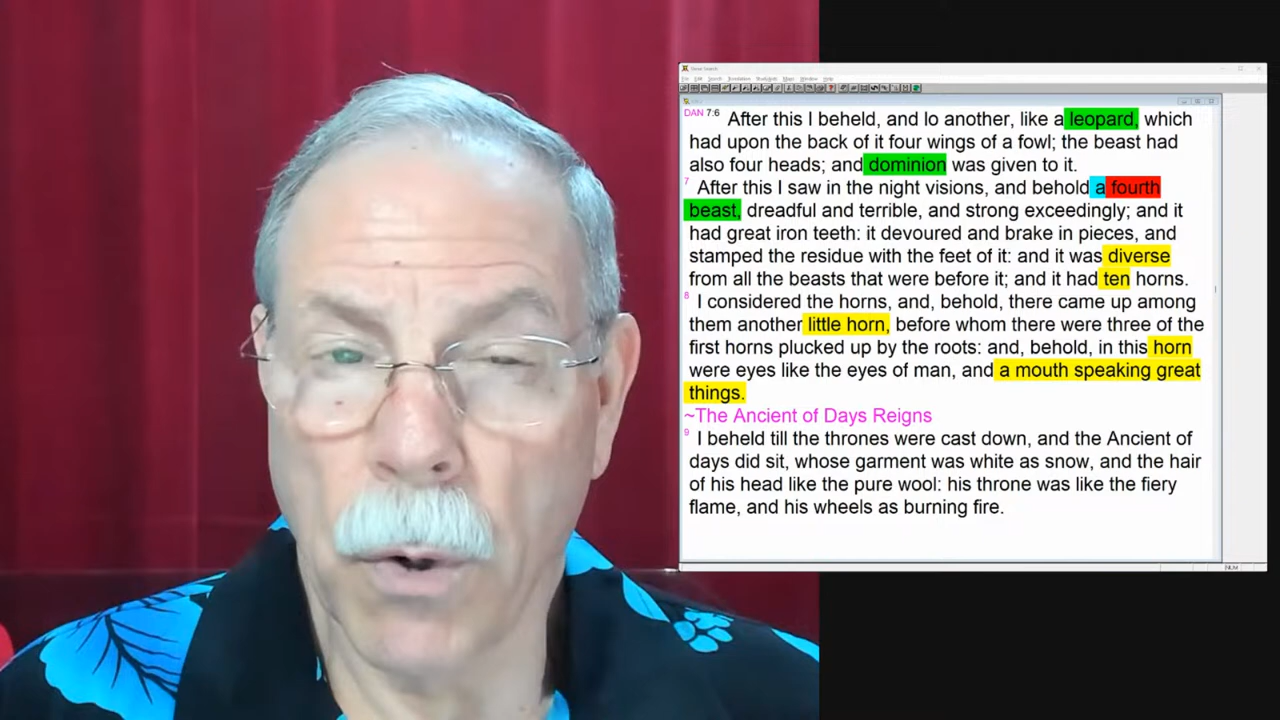 DAN 7:6 After this I beheld, and lo another, like a leopard, which
had upon the back of it four wings of a fowl; the beast had
also four heads; and dominion was given to it.
7 After this I saw in the night visions, and behold a fourth
beast, dreadful and terrible, and strong exceedingly; and it
had great iron teeth: it devoured and brake in pieces, and
stamped the residue with the feet of it: and it was diverse
from all the beasts that were before it; and it had ten horns.
8 I considered the horns, and, behold, there came up among
them another little horn, before whom there were three of the
first horns plucked up by the roots: and, behold, in this horn
were eyes like the eyes of man, and a mouth speaking great
things.
~The Ancient of Days Reigns
9 I beheld till the thrones were cast down, and the Ancient of
days did sit, whose garment was white as snow, and the hair
of his head like the pure wool: his throne was like the fiery
flame, and his wheels as burning fire.
NUM